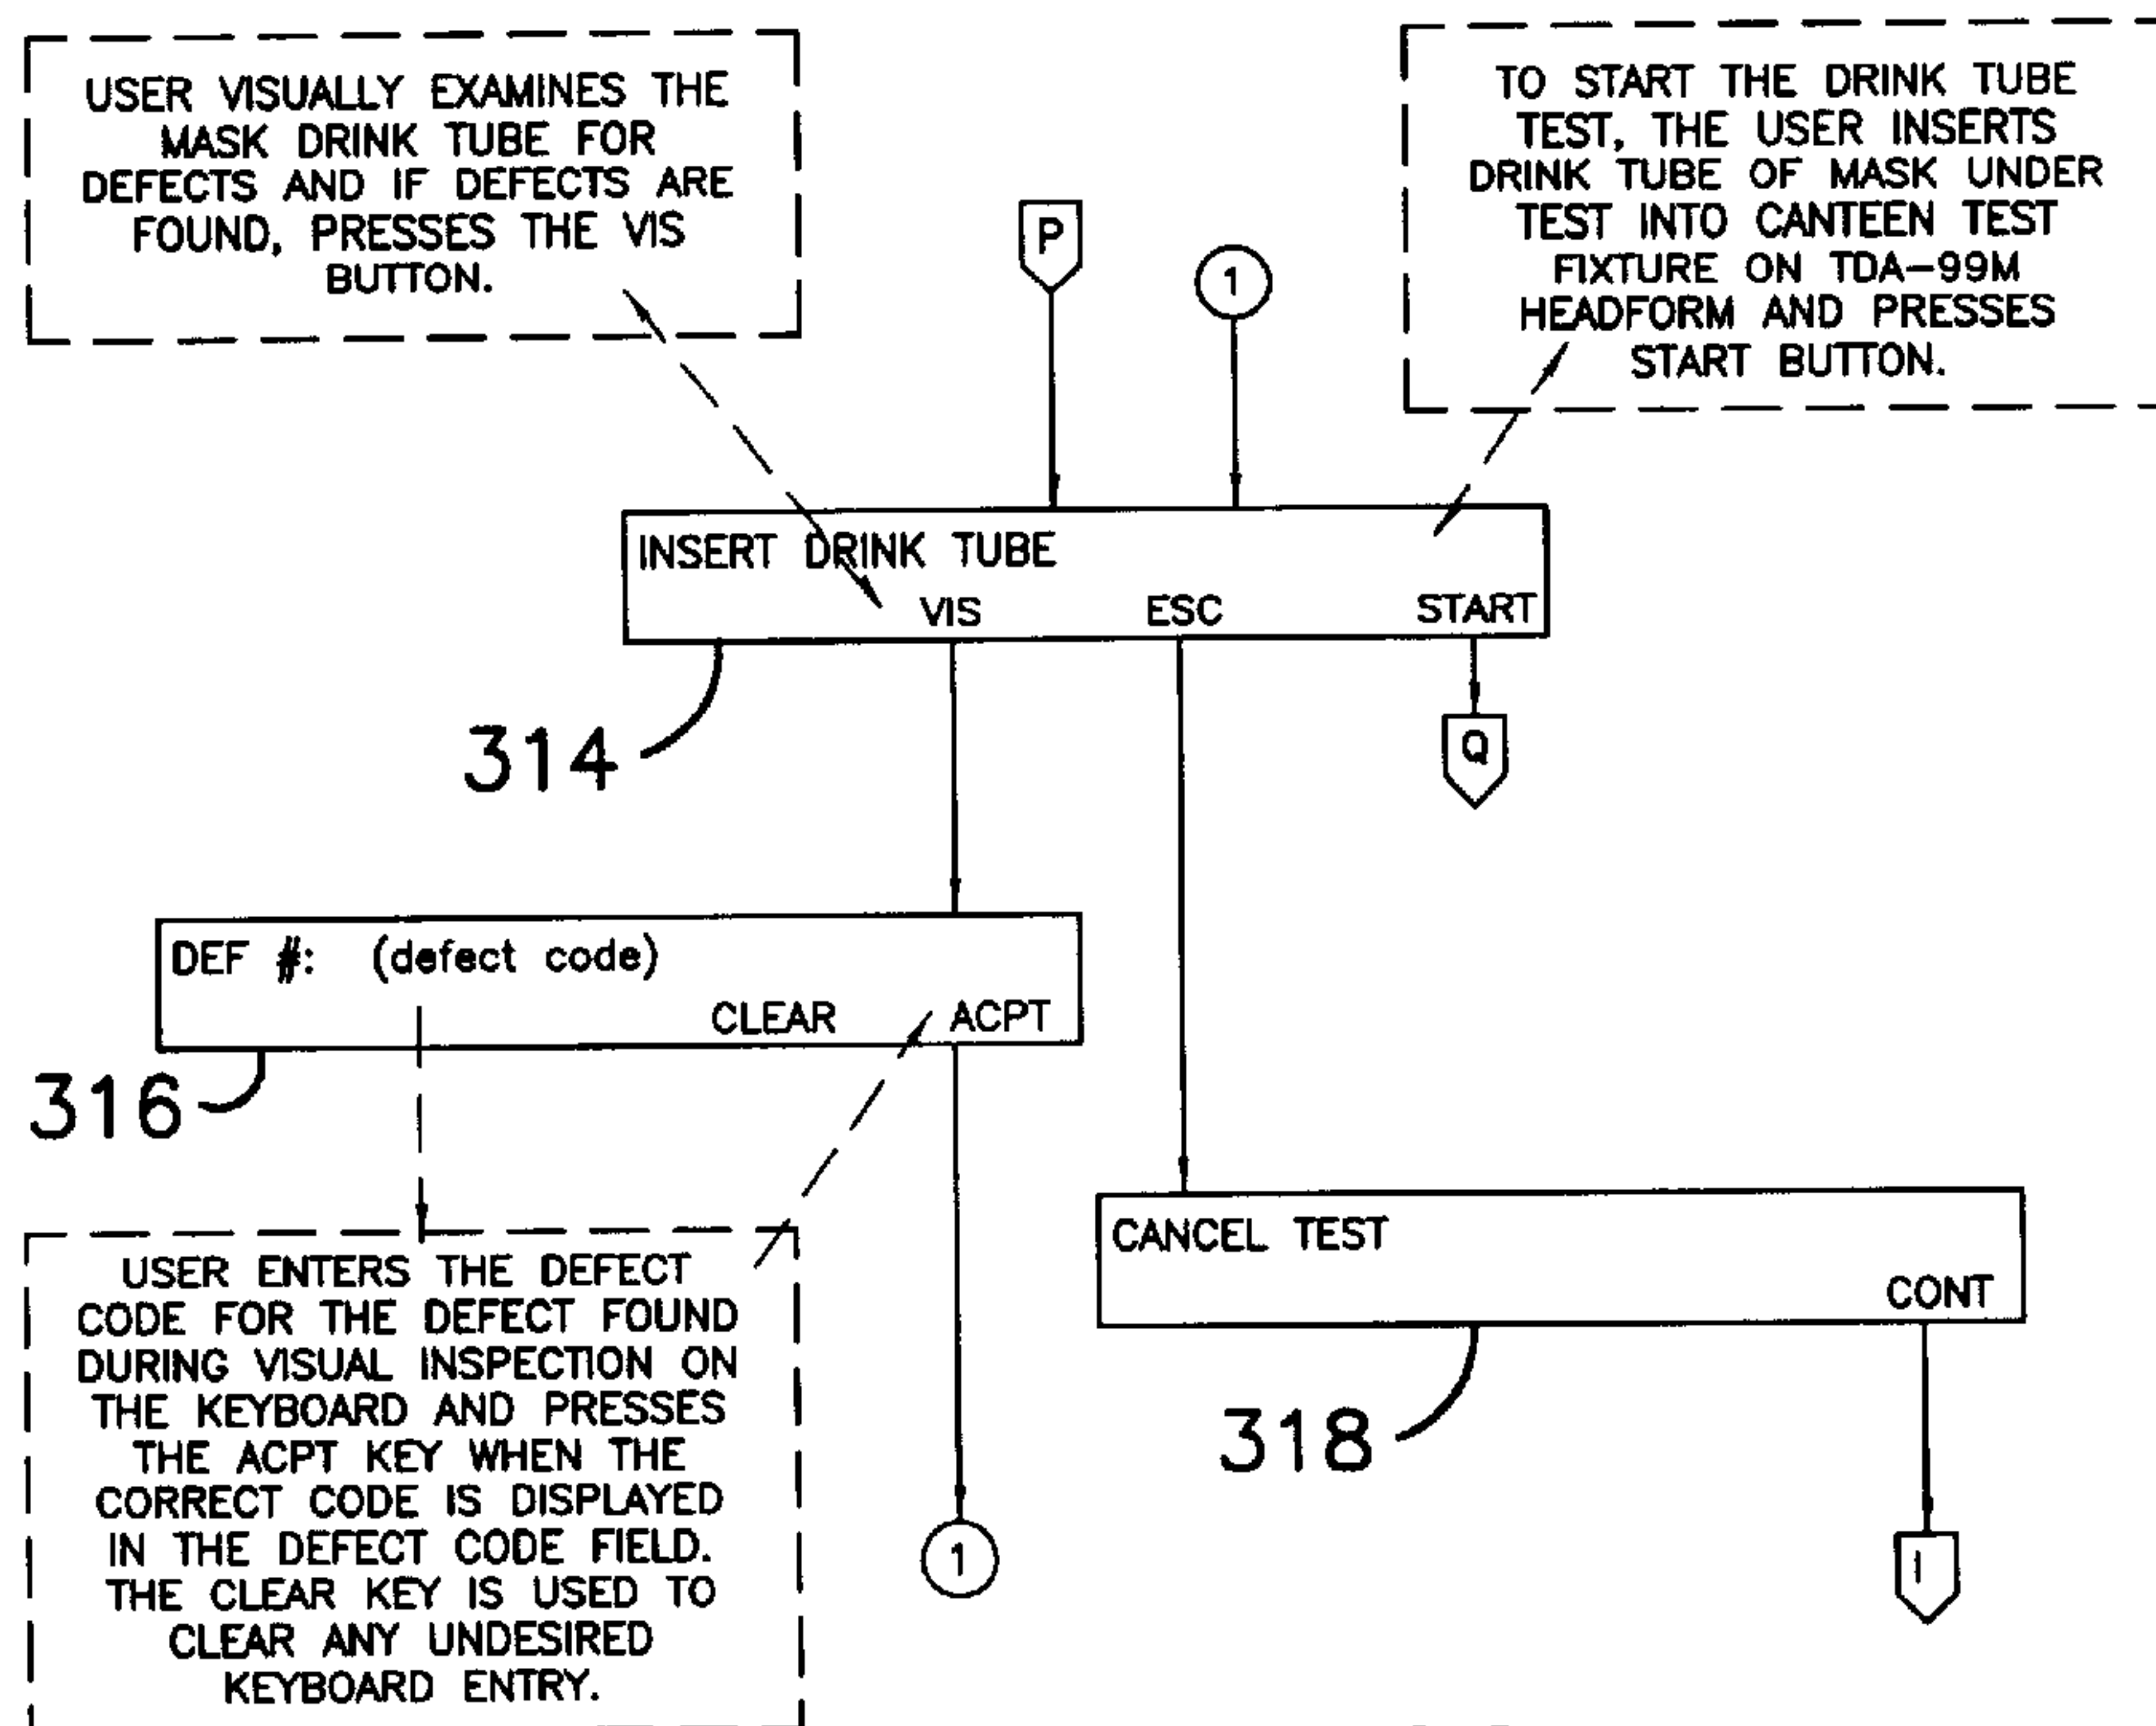 USER VISUALLY EXAMINES THE
MASK DRINK TUBE FOR
DEFECTS AND IF DEFECTS ARE
FOUND, PRESSES THE VIS
BUTTON.
TO START THE DRINK TUBE
TEST, THE USER INSERTS
DRINK TUBE OF MASK UNDER
TEST INTO CANTEEN TEST
FIXTURE ON TDA-99M
HEADFORM AND PRESSES
START BUTTON.
P
1
INSERT DRINK TUBE
VIS ESC START
314
Q
DEF #: (defect code)
CLEAR ACPT
316
CANCEL TEST
CONT
318
USER ENTERS THE DEFECT
CODE FOR THE DEFECT FOUND
DURING VISUAL INSPECTION ON
THE KEYBOARD AND PRESSES
THE ACPT KEY WHEN THE
CORRECT CODE IS DISPLAYED
IN THE DEFECT CODE FIELD.
THE CLEAR KEY IS USED TO
CLEAR ANY UNDESIRED
KEYBOARD ENTRY.
1
I